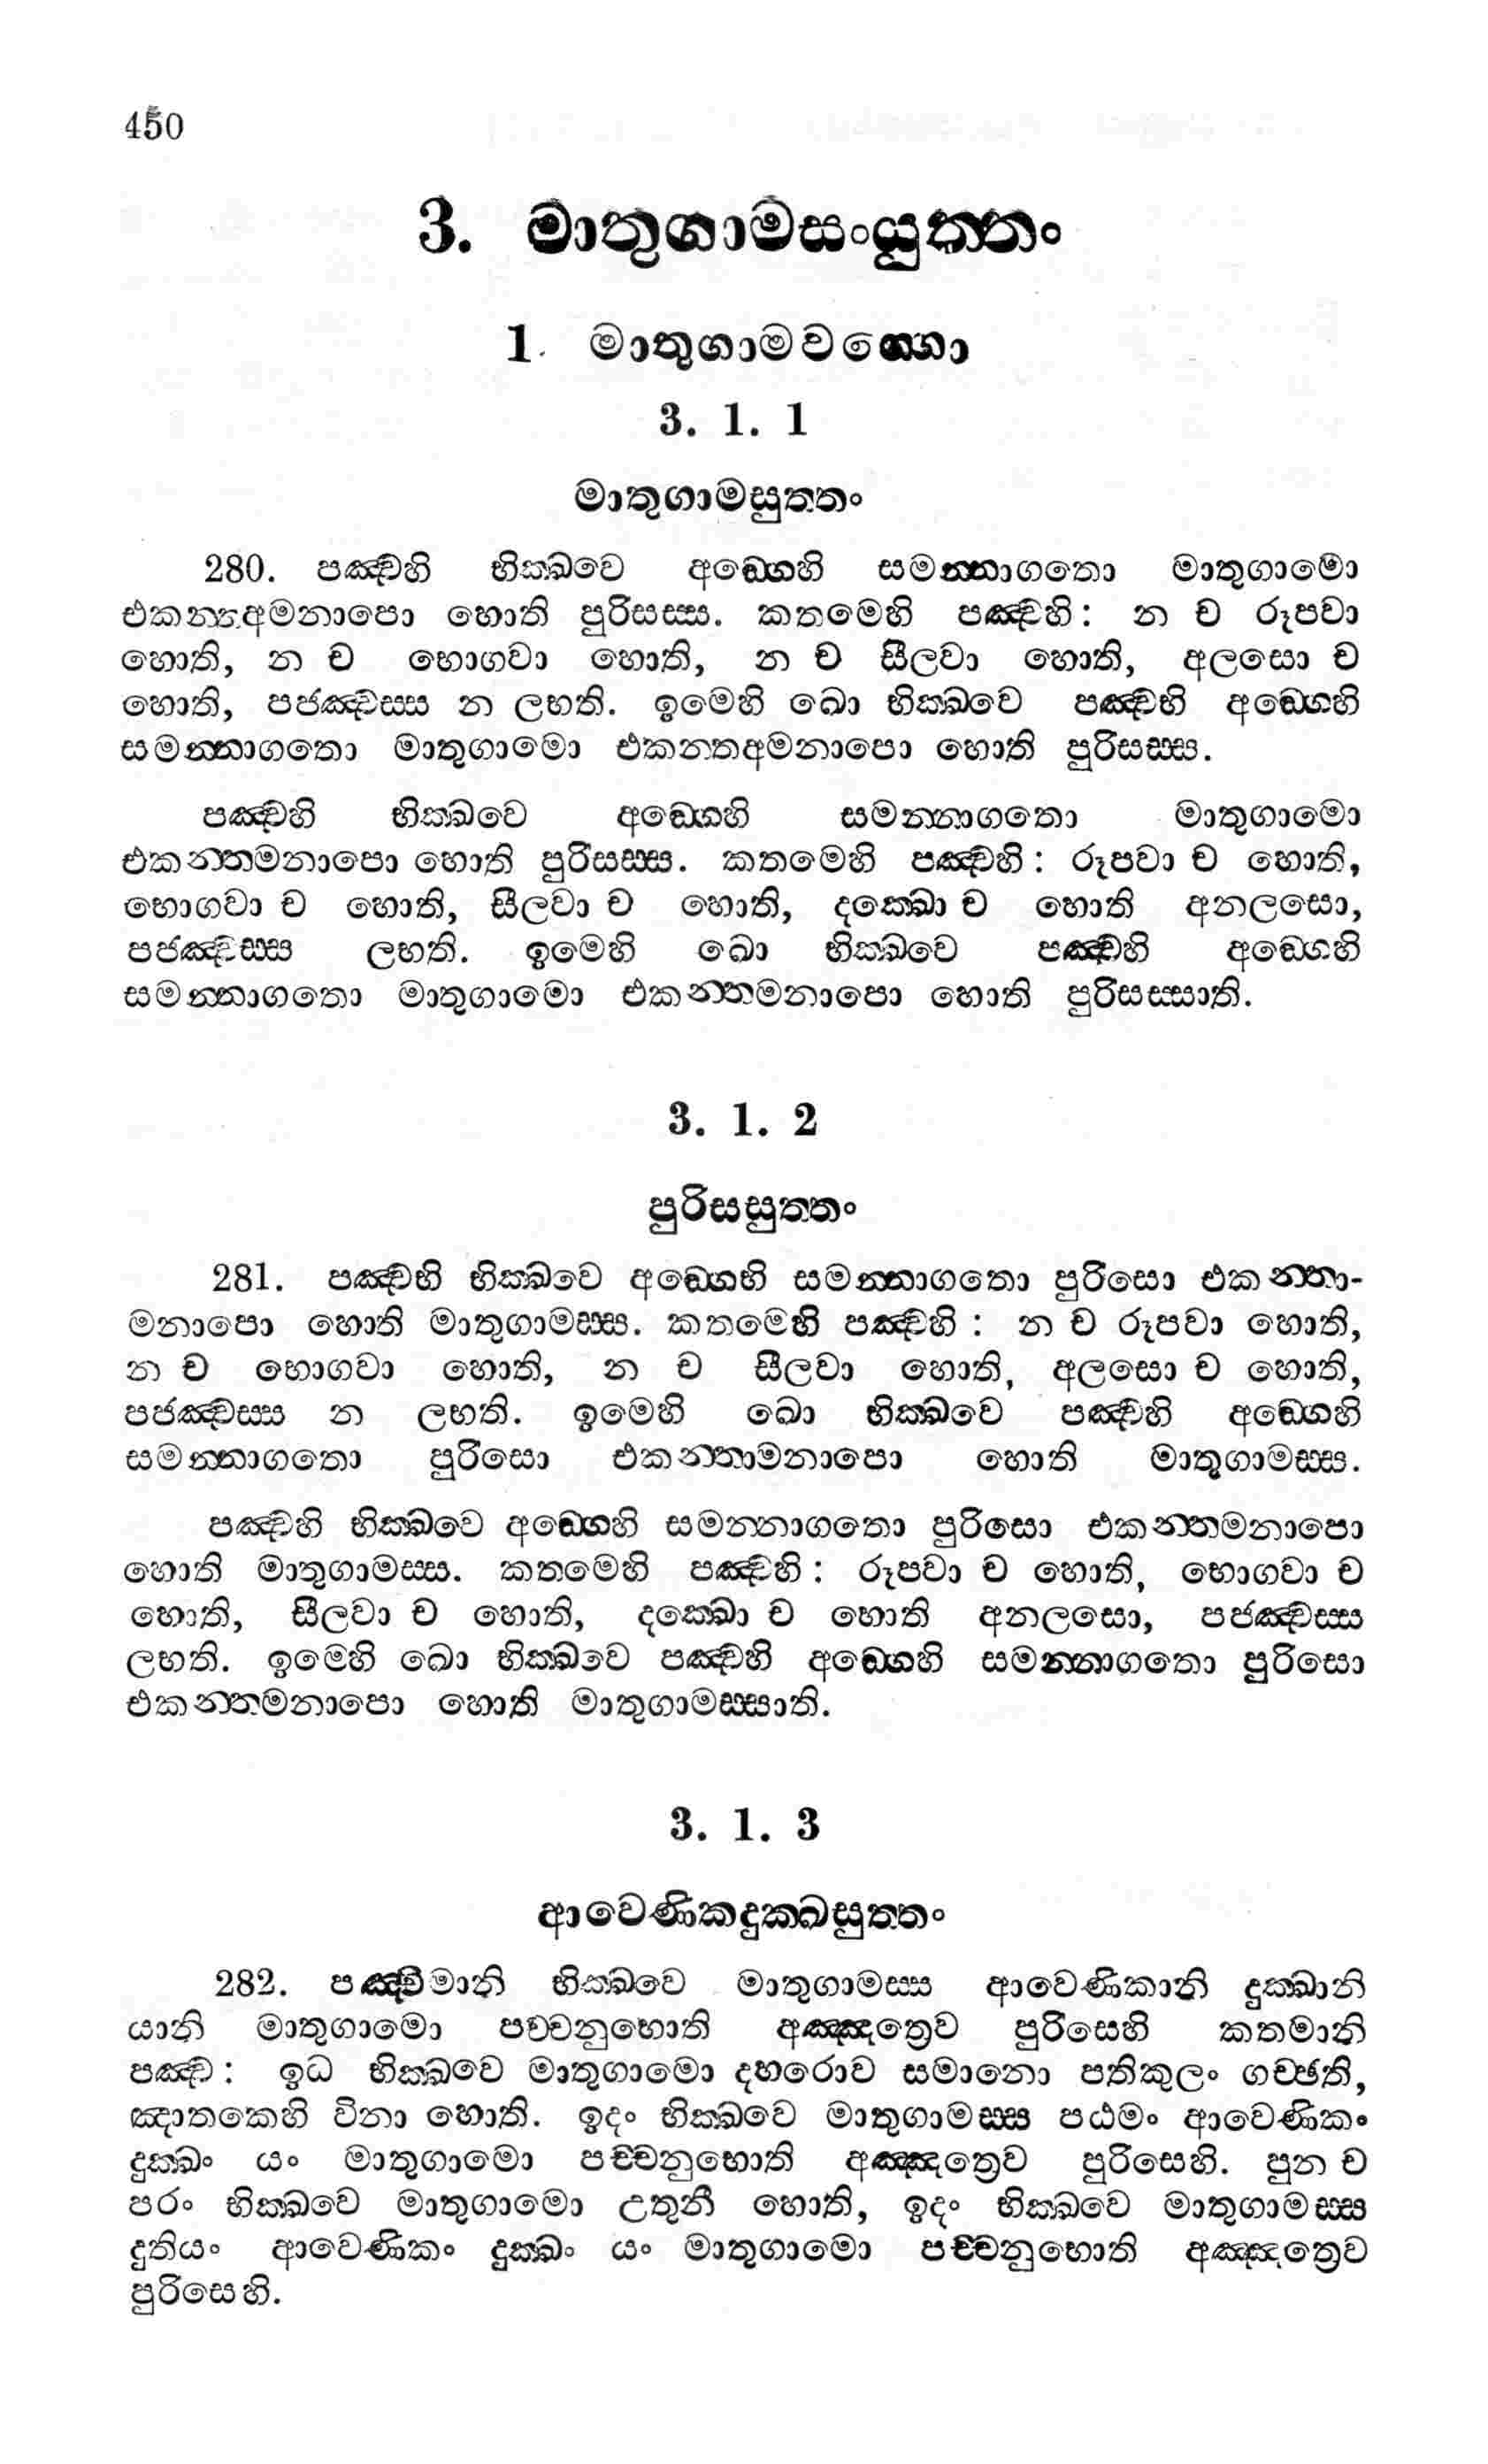 450
3. මාතුගාමසංයුත්තං
1. මාතුගාමවග්ගො
3. 1. 1
මාතුගාමසුත්තං
280. පඤ්චහි භික්ඛවෙ අඞ්ගෙහි සමන්නාගතො මාතුගාමො
එකන්තඅමනාපො හොති පුරිසස්ස. කතමෙහි පඤ්චහි: න ච රූපවා
හොති, න ච භොගවා හොති, න ච සීලවා හොති, අලසො ච
හොති, පජඤ්චස්ස න ලභති. ඉමෙහි ඛො භික්ඛවෙ පඤ්චහි අඞ්ගෙහි
සමන්නාගතො මාතුගාමො එකන්තඅමනාපො හොති පුරිසස්ස.
පඤ්චහි භික්ඛවෙ අඞ්ගෙහි සමන්නාගතො මාතුගාමො
එකන්තමනාපො හොති පුරිසස්ස. කතමෙහි පඤ්චහි: රූපවා ච හොති,
භොගවා ච හොති, සීලවා ච හොති, දක්ඛො ච හොති අනලසො,
පජඤ්චස්ස ලභති. ඉමෙහි ඛො භික්ඛවෙ පඤ්චහි අඞ්ගෙහි
සමන්නාගතො මාතුගාමො එකන්තමනාපො හොති පුරිසස්සාති.
3. 1. 2
පුරිසසුත්තං
281. පඤ්චහි භික්ඛවෙ අඞ්ගෙහි සමන්නාගතො පුරිසො එකන්තා-
මනාපො හොති මාතුගාමස්ස. කතමෙහි පඤ්චහි : න ච රූපවා හොති,
න ච භොගවා හොති, න ච සීලවා හොති, අලසො ච හොති,
පජඤ්චස්ස න ලභති. ඉමෙහි ඛො භික්ඛවෙ පඤ්චහි අඞ්ගෙහි
සමන්නාගතො පුරිසො එකන්තාමනාපො හොති මාතුගාමස්ස.
පඤ්චහි භික්ඛවෙ අඞ්ගෙහි සමන්නාගතො පුරිසො එකන්තමනාපො
හොති මාතුගාමස්ස. කතමෙහි පඤ්චහි: රූපවා ච හොති, භොගවා ච
හොති, සීලවා ච හොති, දක්ඛො ච හොති අනලසො, පජඤ්චස්ස
ලභති. ඉමෙහි ඛො භික්ඛවෙ පඤ්චහි අඞ්ගෙහි සමන්නාගතො පුරිසො
එකන්තමනාපො හොති මාතුගාමස්සාති.
3. 1. 3
ආවෙණිකදුක්ඛසුත්තං
282. පඤ්චිමානි භික්ඛවෙ මාතුගාමස්ස ආවෙණිකානි දුක්ඛානි
යානි මාතුගාමො පච්චනුභොති අඤ්ඤත්‍රෙව පුරිසෙහි කතමානි
පඤ්ච: ඉධ භික්ඛවෙ මාතුගාමො දහරොව සමානො පතිකුලං ගච්ඡති,
ඤාතකෙහි විනා හොති. ඉදං භික්ඛවෙ මාතුගාමස්ස පඨමං ආවෙණිකං
දුක්ඛං යං මාතුගාමො පච්චනුභොති අඤ්ඤත්‍රෙව පුරිසෙහි. පුන ච
පරං භික්ඛවෙ මාතුගාමො උතුනී හොති, ඉදං භික්ඛවෙ මාතුගාමස්ස
දුතියං ආවෙණිකං දුක්ඛං යං මාතුගාමො පච්චනුභොති අඤ්ඤත්‍රෙව
පුරිසෙහි.